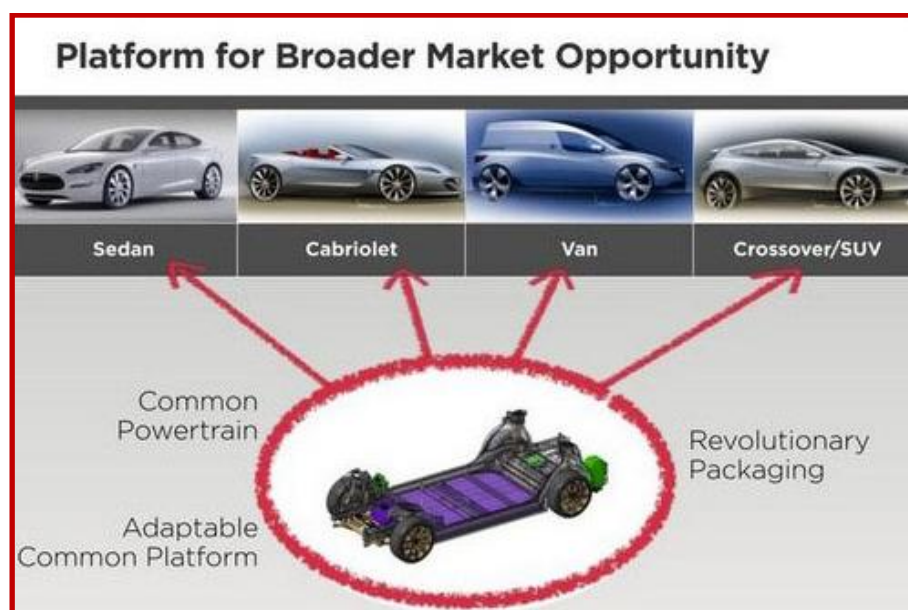 Platform for Broader Market Opportunity
Sedan
Cabriolet
Van
Crossover/SUV
Common
Powertrain
Adaptable
Common Platform
Revolutionary
Packaging